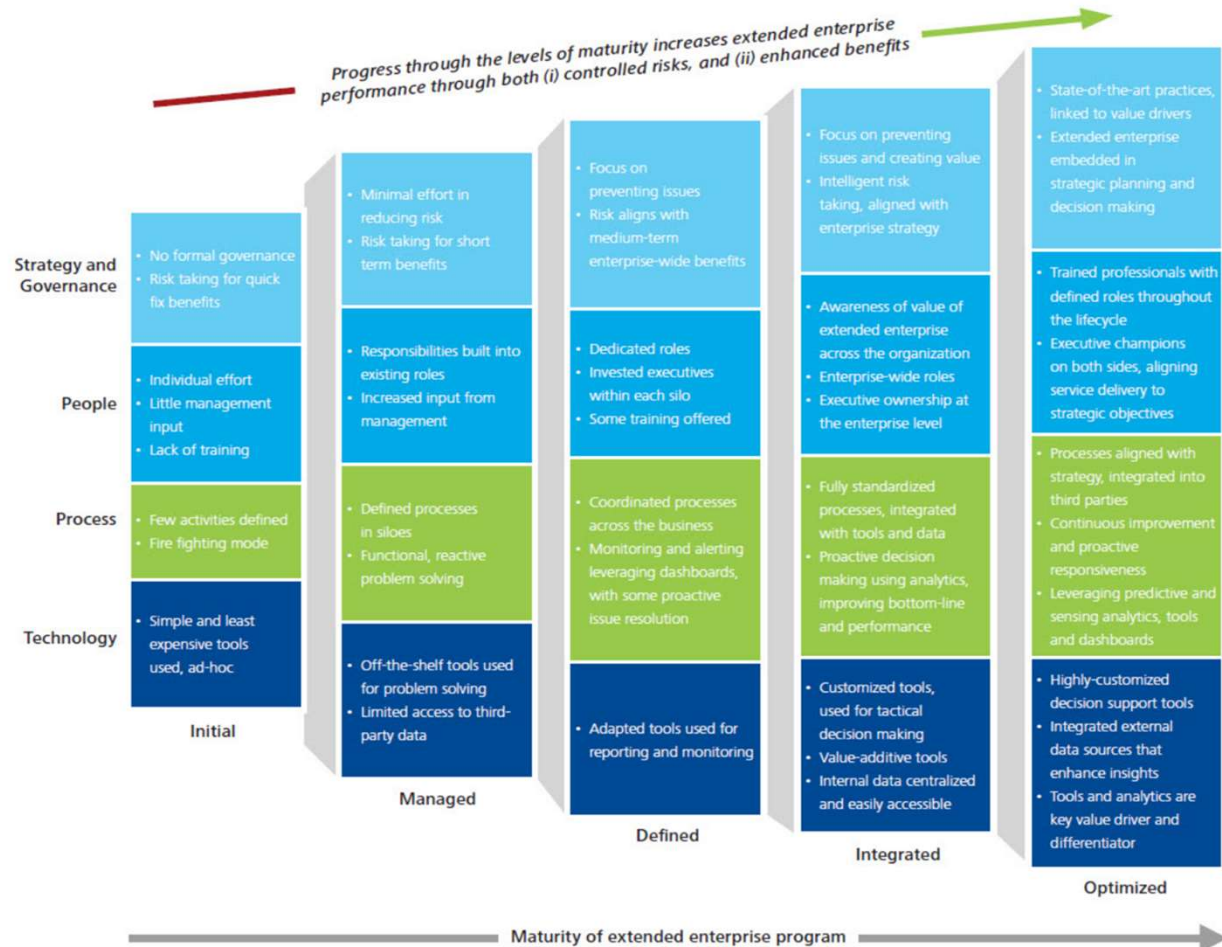 Progress through the levels of maturity increases extended enterprise
performance through both (i) controlled risks, and (ii) enhanced benefits
Strategy and
Governance
People
Process
Technology
• No formal governance
• Risk taking for quick
fix benefits
• Individual effort
• Little management
input
• Lack of training
• Few activities defined
• Fire fighting mode
• Simple and least
expensive tools
used, ad-hoc
Initial
• Minimal effort in
reducing risk
• Risk taking for short
term benefits
• Responsibilities built into
existing roles
• Increased input from
management
• Defined processes
in siloes
• Functional, reactive
problem solving
• Off-the-shelf tools used
for problem solving
• Limited access to third-
party data
Managed
• Focus on
preventing issues
• Risk aligns with
medium-term
enterprise-wide benefits
• Dedicated roles
• Invested executives
within each silo
• Some training offered
• Coordinated processes
across the business
• Monitoring and alerting
leveraging dashboards,
with some proactive
issue resolution
• Adapted tools used for
reporting and monitoring
Defined
• Focus on preventing
issues and creating value
• Intelligent risk
taking, aligned with
enterprise strategy
• Awareness of value of
extended enterprise
across the organization
• Enterprise-wide roles
• Executive ownership at
the enterprise level
• Fully standardized
processes, integrated
with tools and data
• Proactive decision
making using analytics,
improving bottom-line
and performance
• Customized tools,
used for tactical
decision making
• Value-additive tools
• Internal data centralized
and easily accessible
Integrated
• State-of-the-art practices,
linked to value drivers
• Extended enterprise
embedded in
strategic planning and
decision making
• Trained professionals with
defined roles throughout
the lifecycle
• Executive champions
on both sides, aligning
service delivery to
strategic objectives
• Processes aligned with
strategy, integrated into
third parties
• Continuous improvement
and proactive
responsiveness
• Leveraging predictive and
sensing analytics, tools
and dashboards
• Highly-customized
decision support tools
• Integrated external
data sources that
enhance insights
• Tools and analytics are
key value driver and
differentiator
Optimized
Maturity of extended enterprise program